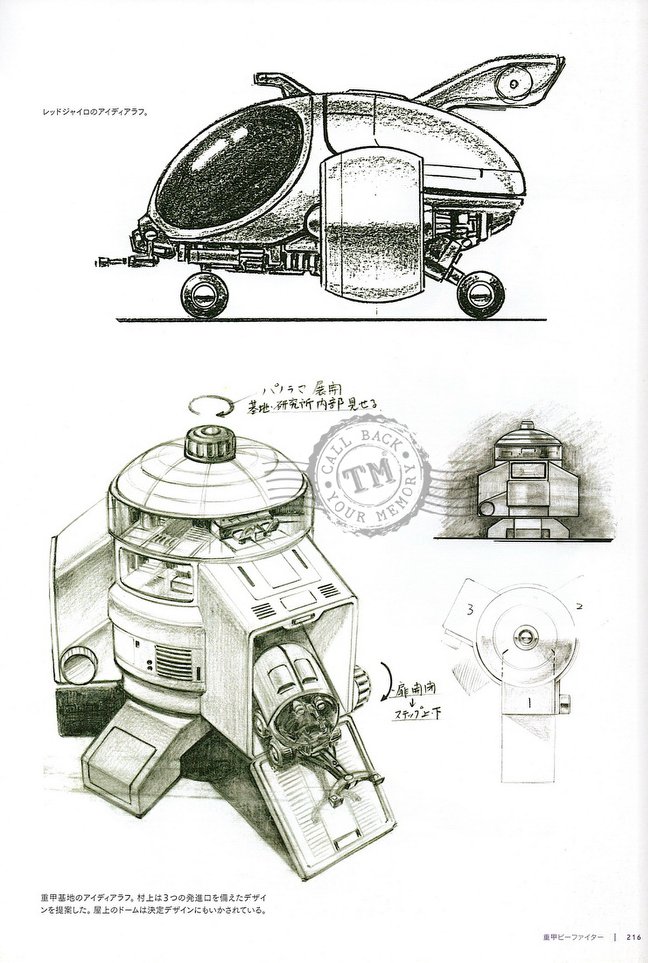 レッドジャイロのアイディアラフ。
パノラマ 展開
基地・研究所内部見せる
CALL BACK
TM
YOUR MEMORY
3
2
1
扉開閉
↓
ステップ上・下
重甲基地のアイディアラフ。村上は3つの発進口を備えたデザイ
ンを提案した。屋上のドームは決定デザインにもいかされている。
重甲ビーファイター | 216